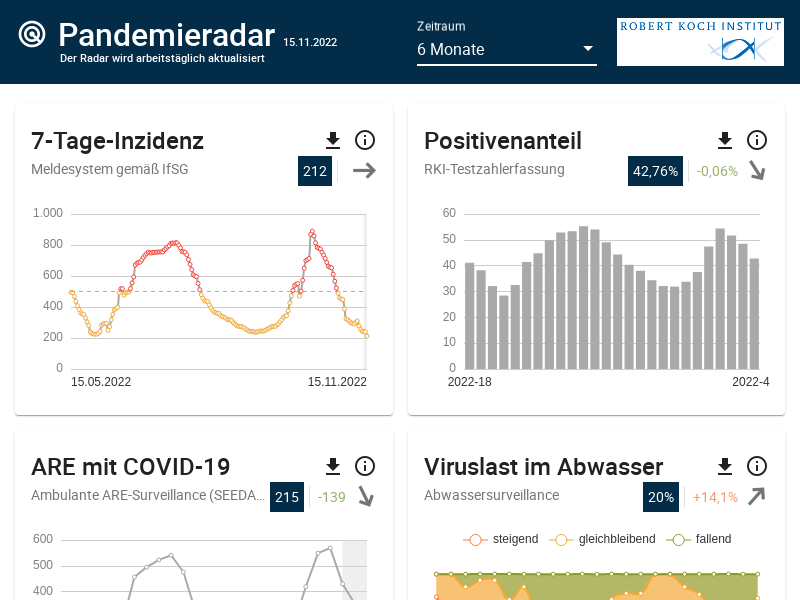 Pandemieradar 15.11.2022
Der Radar wird arbeitstäglich aktualisiert
Zeitraum
6 Monate
ROBERT KOCH INSTITUT
7-Tage-Inzidenz
Meldesystem gemäß IfSG
212
1.000
800
600
400
200
0
15.05.2022
15.11.2022
Positivenanteil
RKI-Testzahlerfassung
42,76%
-0,06%
60
50
40
30
20
10
0
2022-18
2022-4
ARE mit COVID-19
Ambulante ARE-Surveillance (SEEDA...
215
-139
600
500
400
Viruslast im Abwasser
Abwassersurveillance
20%
+14,1%
steigend
gleichbleibend
fallend